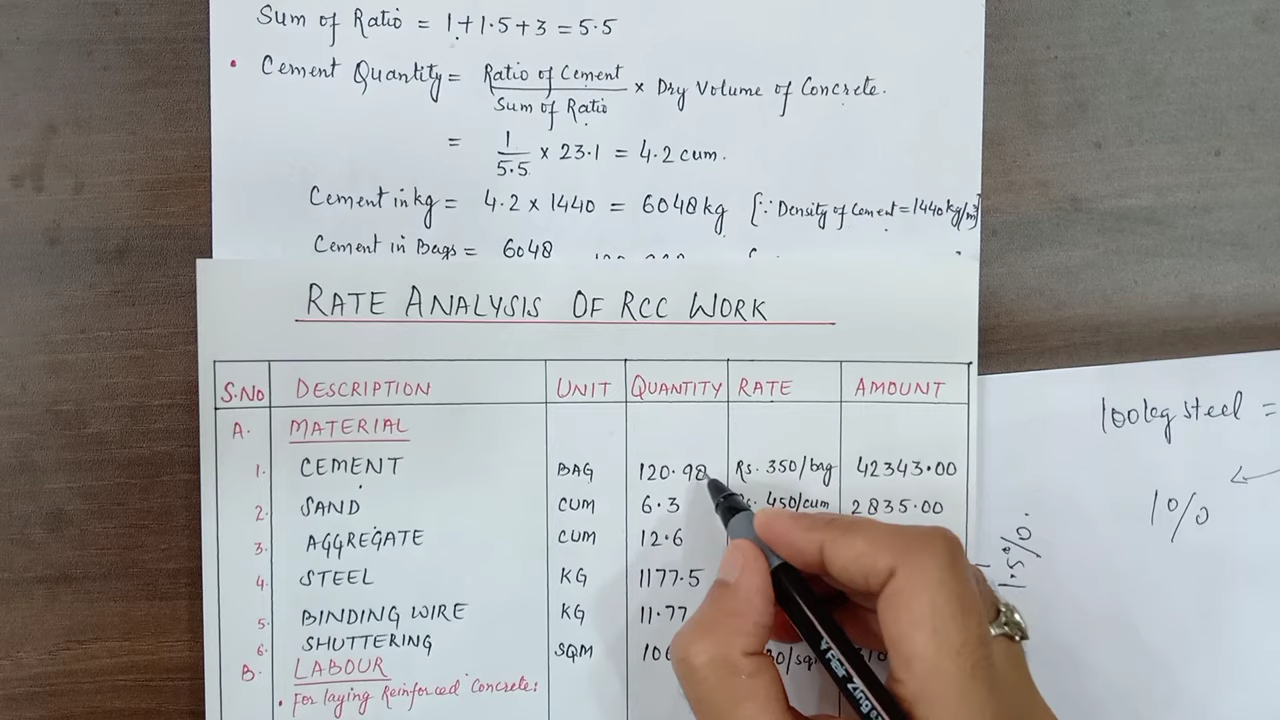 Sum of Ratio = 1+1.5+3 = 5.5
• Cement Quantity = Ratio of Cement / Sum of Ratio × Dry Volume of Concrete.
= 1/5.5 × 23.1 = 4.2 cum.
Cement in kg = 4.2 × 1440 = 6048 kg [∵ Density of Cement = 1440 kg/m³]
Cement in Bags = 6048
RATE ANALYSIS OF RCC WORK
S.NO DESCRIPTION UNIT QUANTITY RATE AMOUNT
A. MATERIAL
1. CEMENT BAG 120.98 Rs. 350/bag 42343.00
2. SAND CUM 6.3 450/cum 2835.00
3. AGGREGATE CUM 12.6
4. STEEL KG 1177.5
5. BINDING WIRE KG 11.77
6. SHUTTERING SQM
B. LABOUR
• For laying Reinforced Concrete:
100kg steel =
1%
1.5%